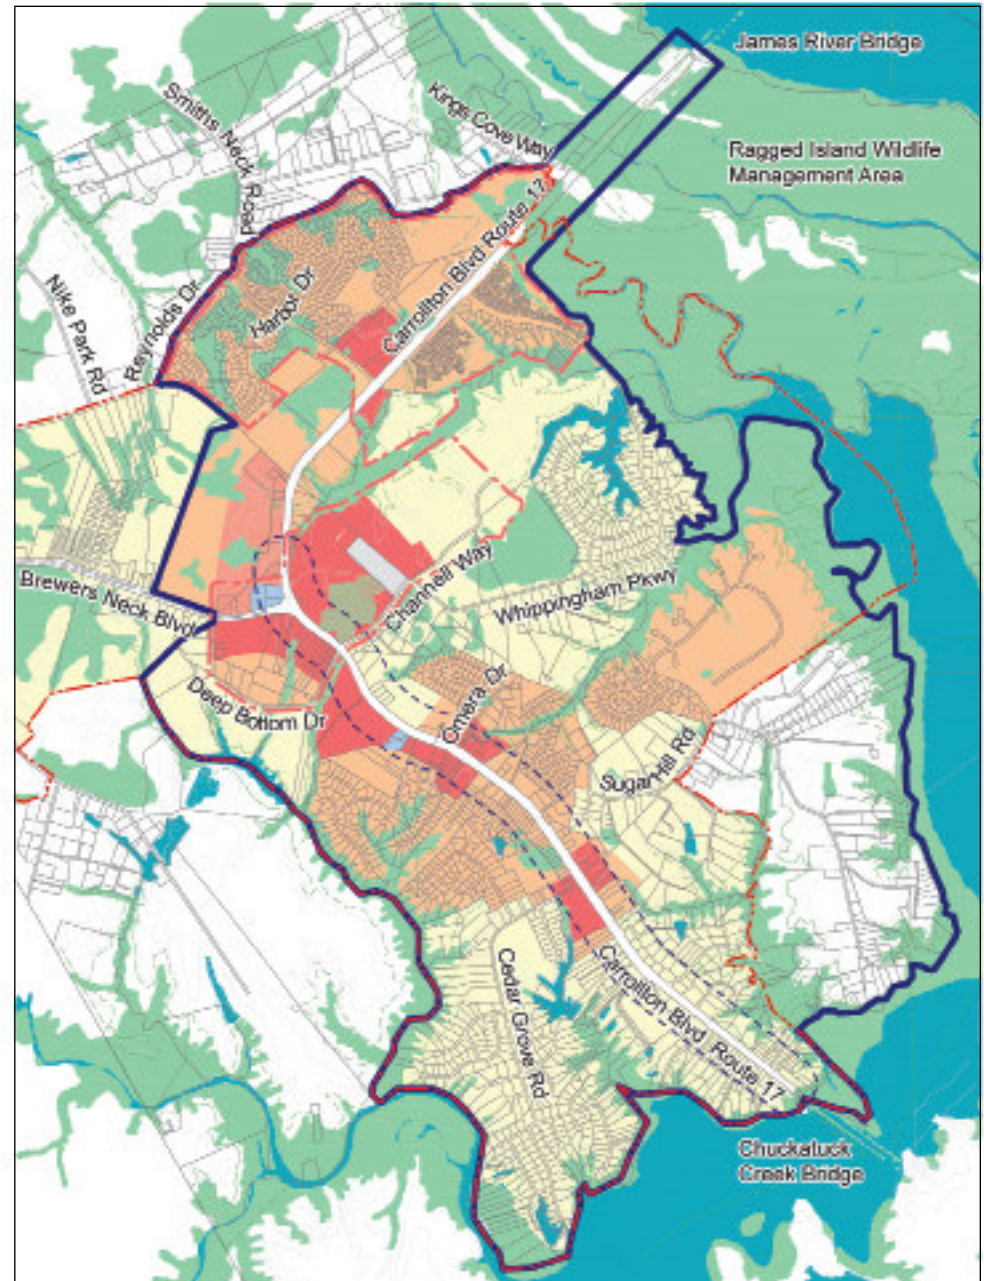 James River Bridge
Smiths Neck Road
Kings Cove Way
Ragged Island Wildlife
Management Area
Nike Park Rd
Reynolds Dr
Harbor Dr
Carrollton Blvd Route 17
Brewers Neck Blvd
Channell Way
Whippingham Pkwy
Deep Bottom Dr
Omera Dr
Sugar Hill Rd
Cedar Grove Rd
Carrollton Blvd Route 17
Chuckatuck
Creek Bridge